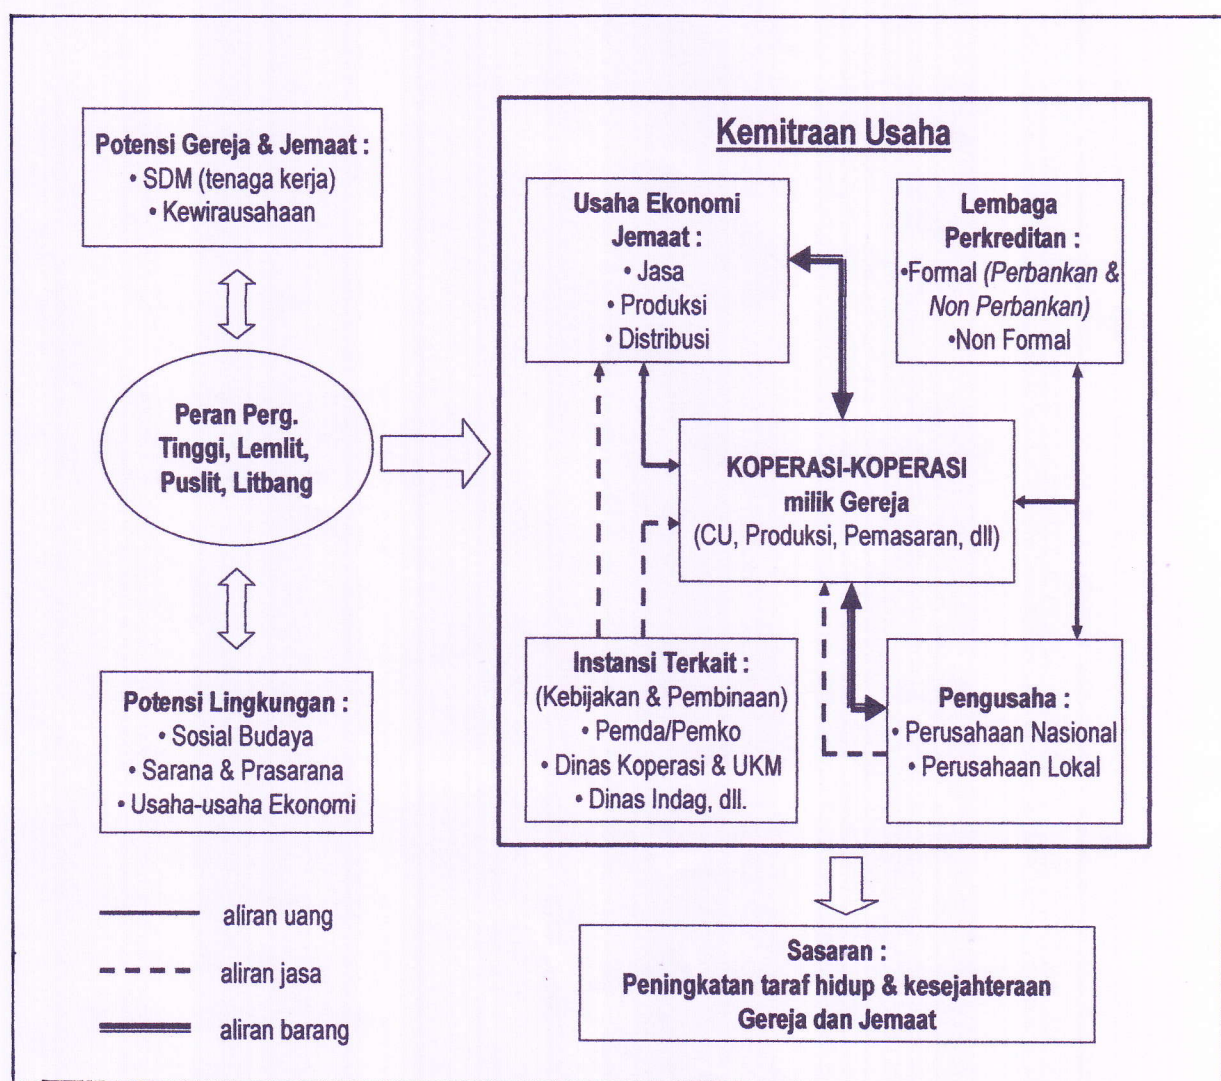 Potensi Gereja & Jemaat :
• SDM (tenaga kerja)
• Kewirausahaan
Peran Perg.
Tinggi, Lemlit,
Puslit, Litbang
Potensi Lingkungan :
• Sosial Budaya
• Sarana & Prasarana
• Usaha-usaha Ekonomi
Kemitraan Usaha
Usaha Ekonomi
Jemaat :
• Jasa
• Produksi
• Distribusi
Lembaga
Perkreditan :
•Formal (Perbankan &
Non Perbankan)
•Non Formal
KOPERASI-KOPERASI
milik Gereja
(CU, Produksi, Pemasaran, dll)
Instansi Terkait :
(Kebijakan & Pembinaan)
• Pemda/Pemko
• Dinas Koperasi & UKM
• Dinas Indag, dll.
Pengusaha :
• Perusahaan Nasional
• Perusahaan Lokal
aliran uang
aliran jasa
aliran barang
Sasaran :
Peningkatan taraf hidup & kesejahteraan
Gereja dan Jemaat